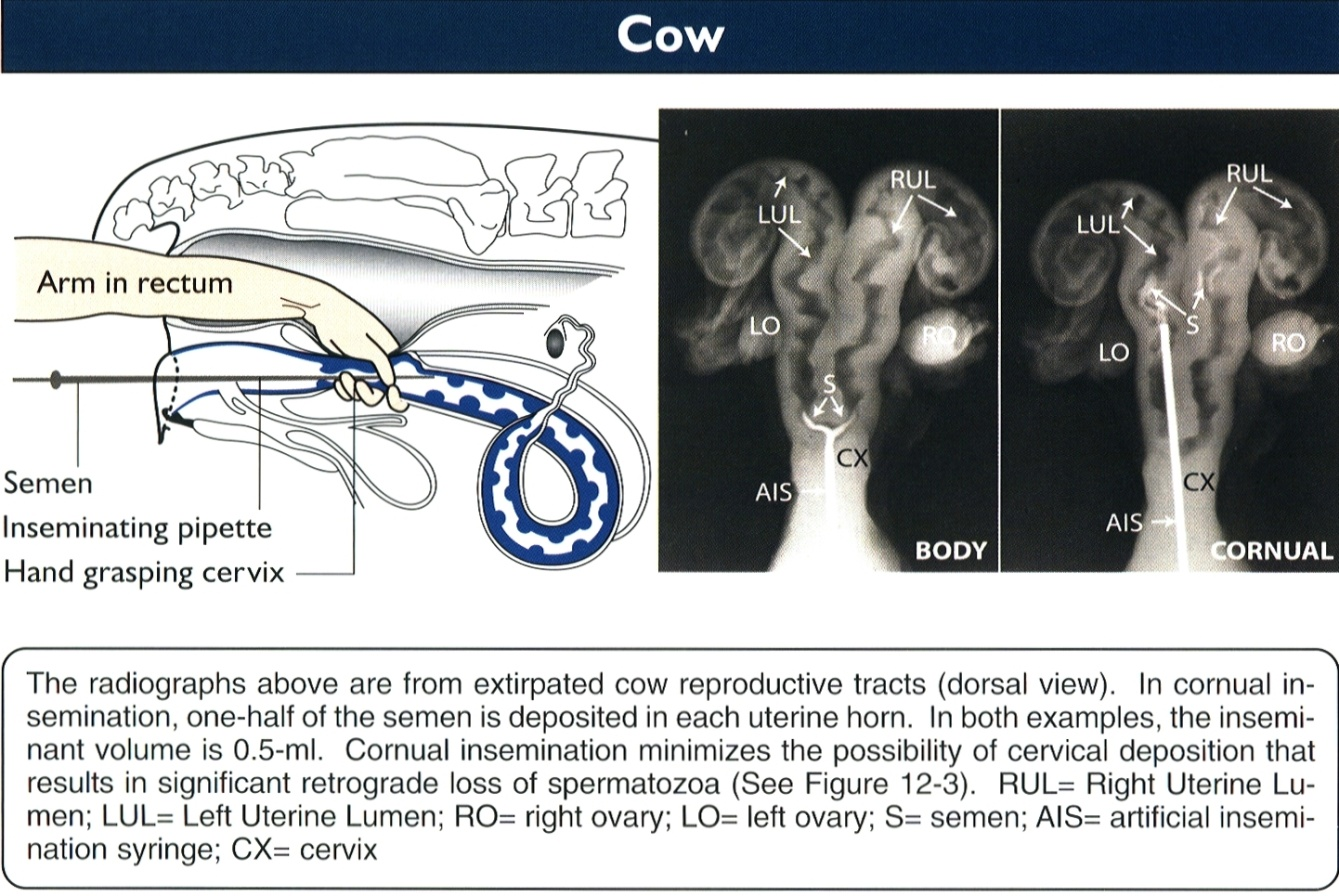 Cow
Arm in rectum
Semen
Inseminating pipette
Hand grasping cervix
LUL
RUL
LO
RO
S
CX
AIS
BODY
LUL
RUL
S
LO
RO
CX
AIS
CORNUAL
The radiographs above are from extirpated cow reproductive tracts (dorsal view). In cornual in-
semination, one-half of the semen is deposited in each uterine horn. In both examples, the insemi-
nant volume is 0.5-ml. Cornual insemination minimizes the possibility of cervical deposition that
results in significant retrograde loss of spermatozoa (See Figure 12-3). RUL= Right Uterine Lu-
men; LUL= Left Uterine Lumen; RO= right ovary; LO= left ovary; S= semen; AIS= artificial insemi-
nation syringe; CX= cervix